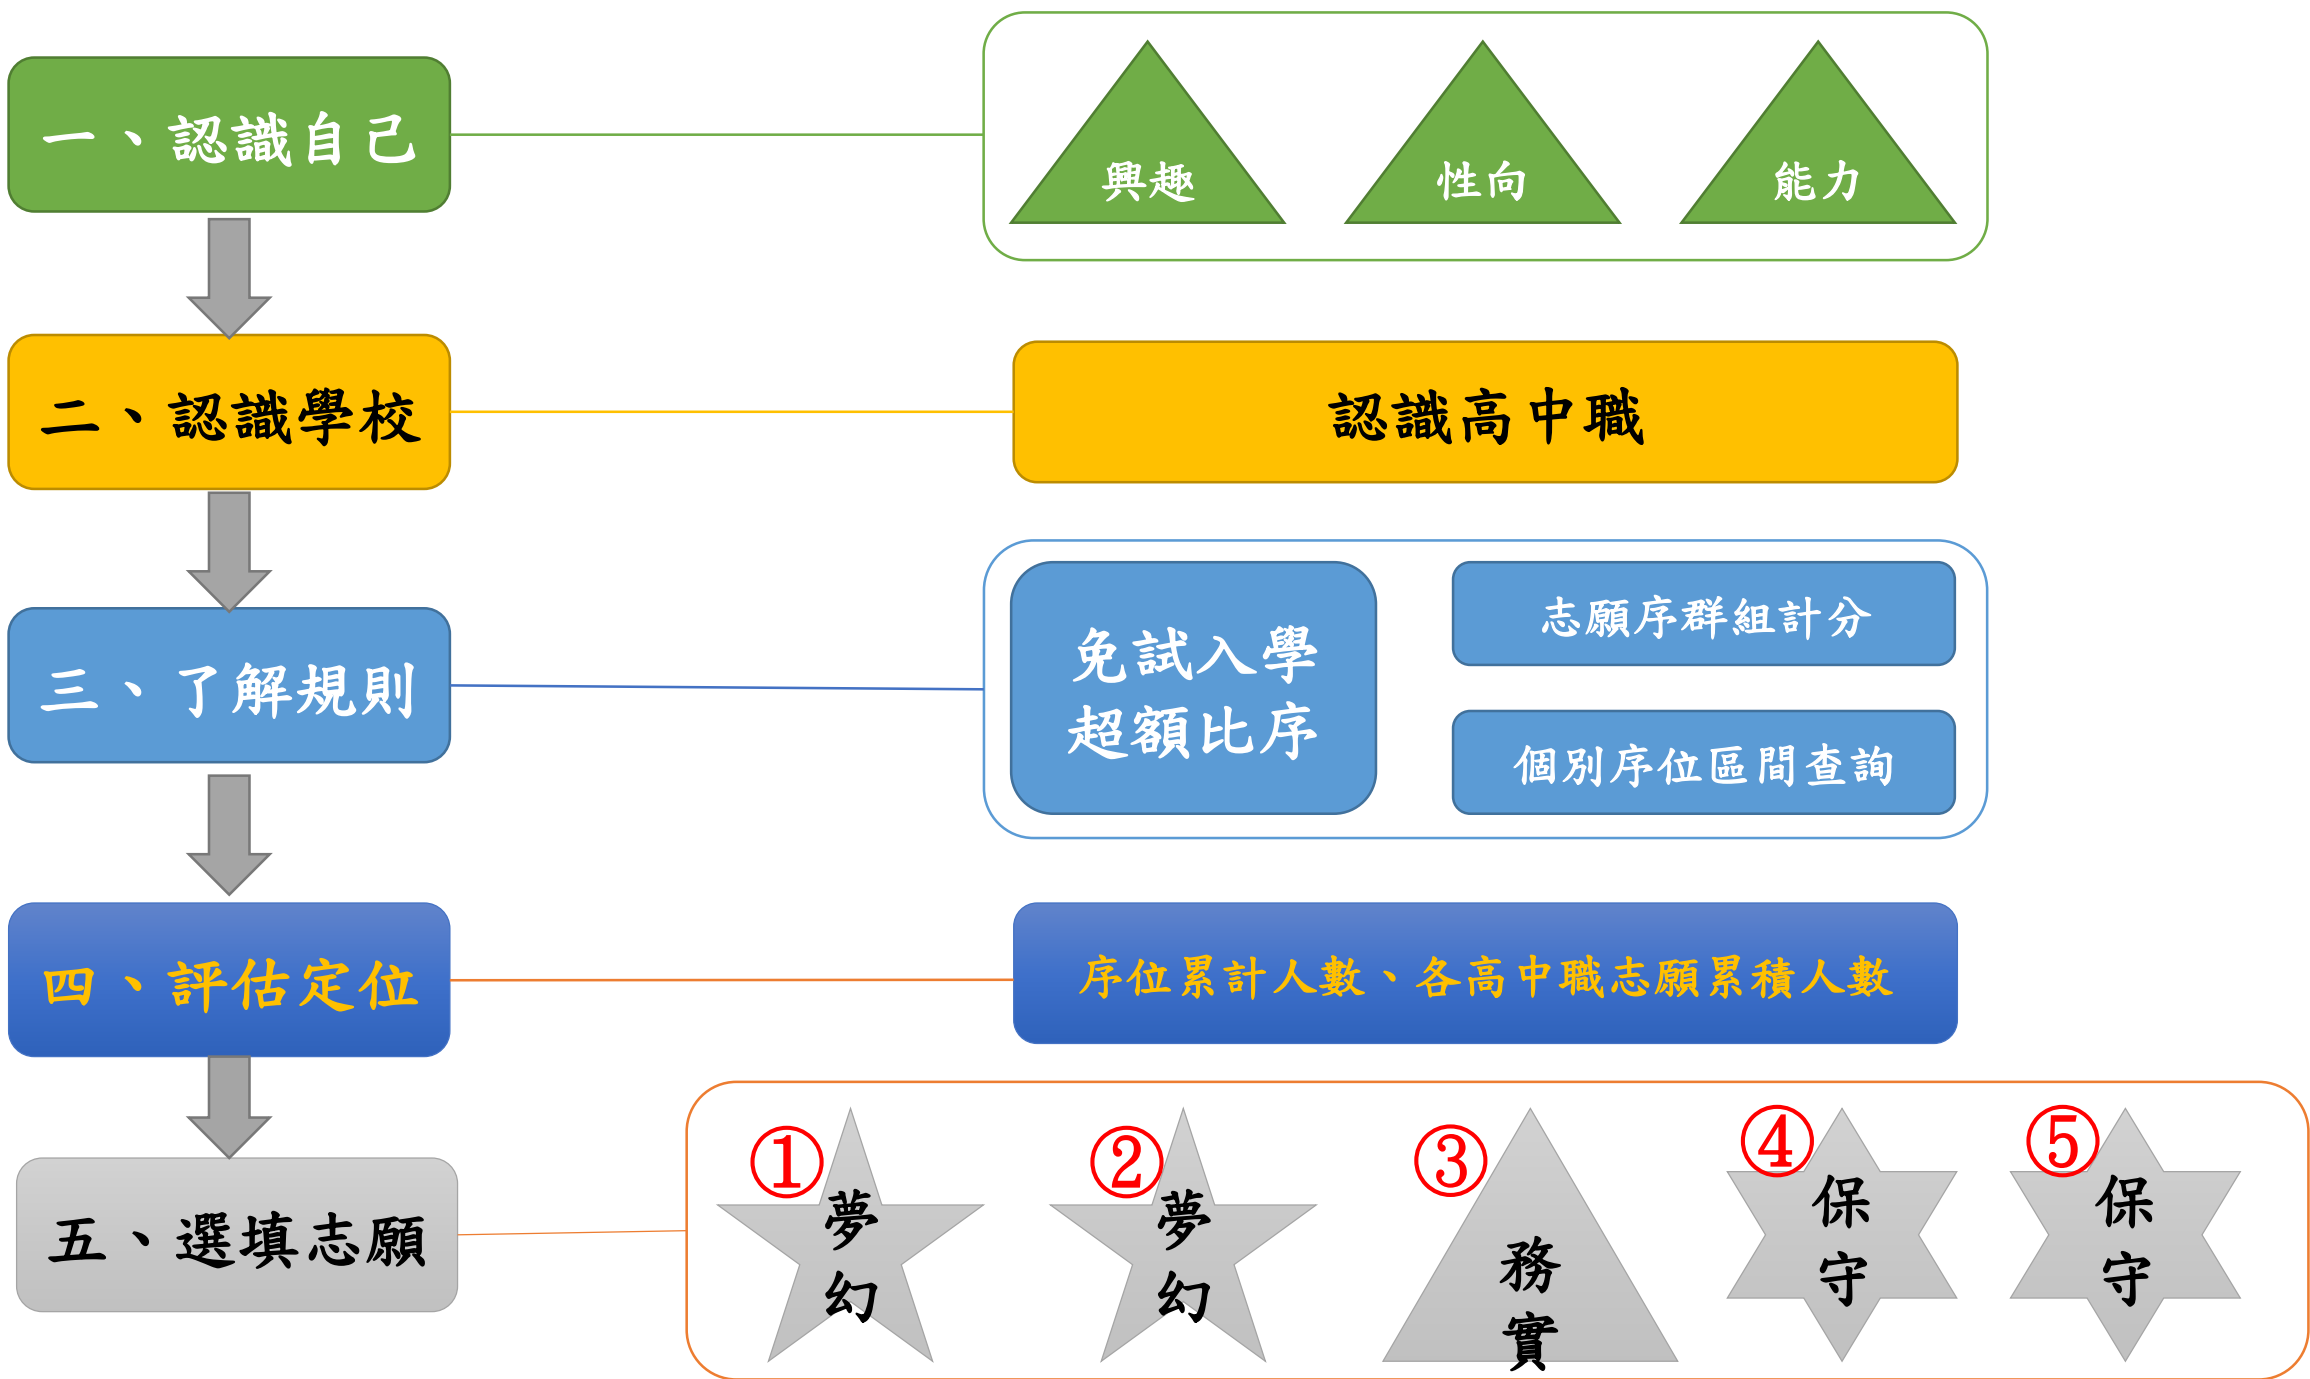 一、認識自己
興趣
性向
能力
二、認識學校
認識高中職
三、了解規則
免試入學
超額比序
志願序群組計分
個別序位區間查詢
四、評估定位
序位累計人數、各高中職志願累積人數
五、選填志願
①
夢
幻
②
夢
幻
③
務
實
④
保
守
⑤
保
守